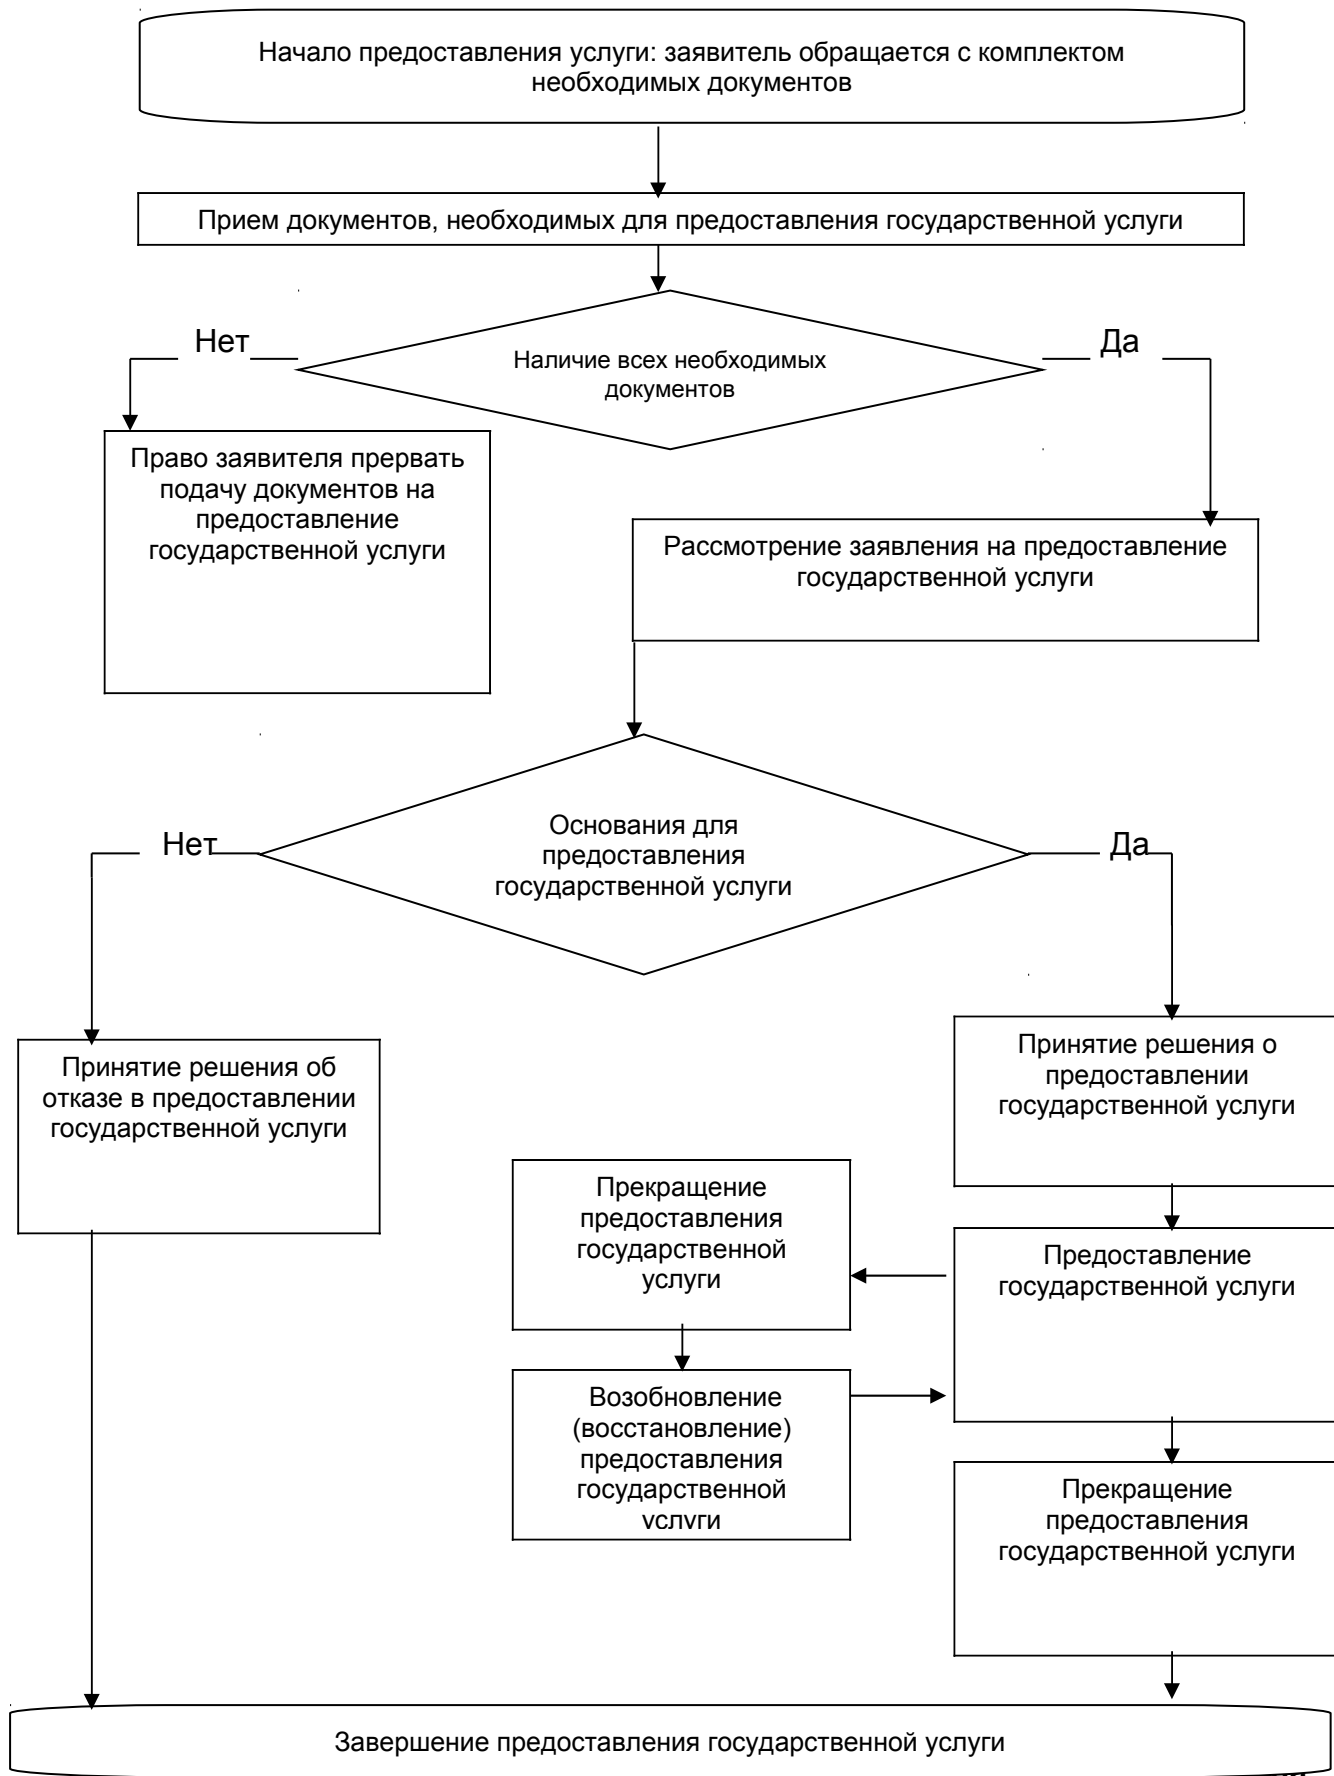 Начало предоставления услуги: заявитель обращается с комплектом
необходимых документов
Прием документов, необходимых для предоставления государственной услуги
Нет
Да
Наличие всех необходимых
документов
Право заявителя прервать
подачу документов на
предоставление
государственной услуги
Рассмотрение заявления на предоставление
государственной услуги
Основания для
предоставления
государственной услуги
Нет
Да
Принятие решения об
отказе в предоставлении
государственной услуги
Принятие решения о
предоставлении
государственной услуги
Прекращение
предоставления
государственной
услуги
Предоставление
государственной услуги
Возобновление
(восстановление)
предоставления
государственной
услуги
Прекращение
предоставления
государственной услуги
Завершение предоставления государственной услуги